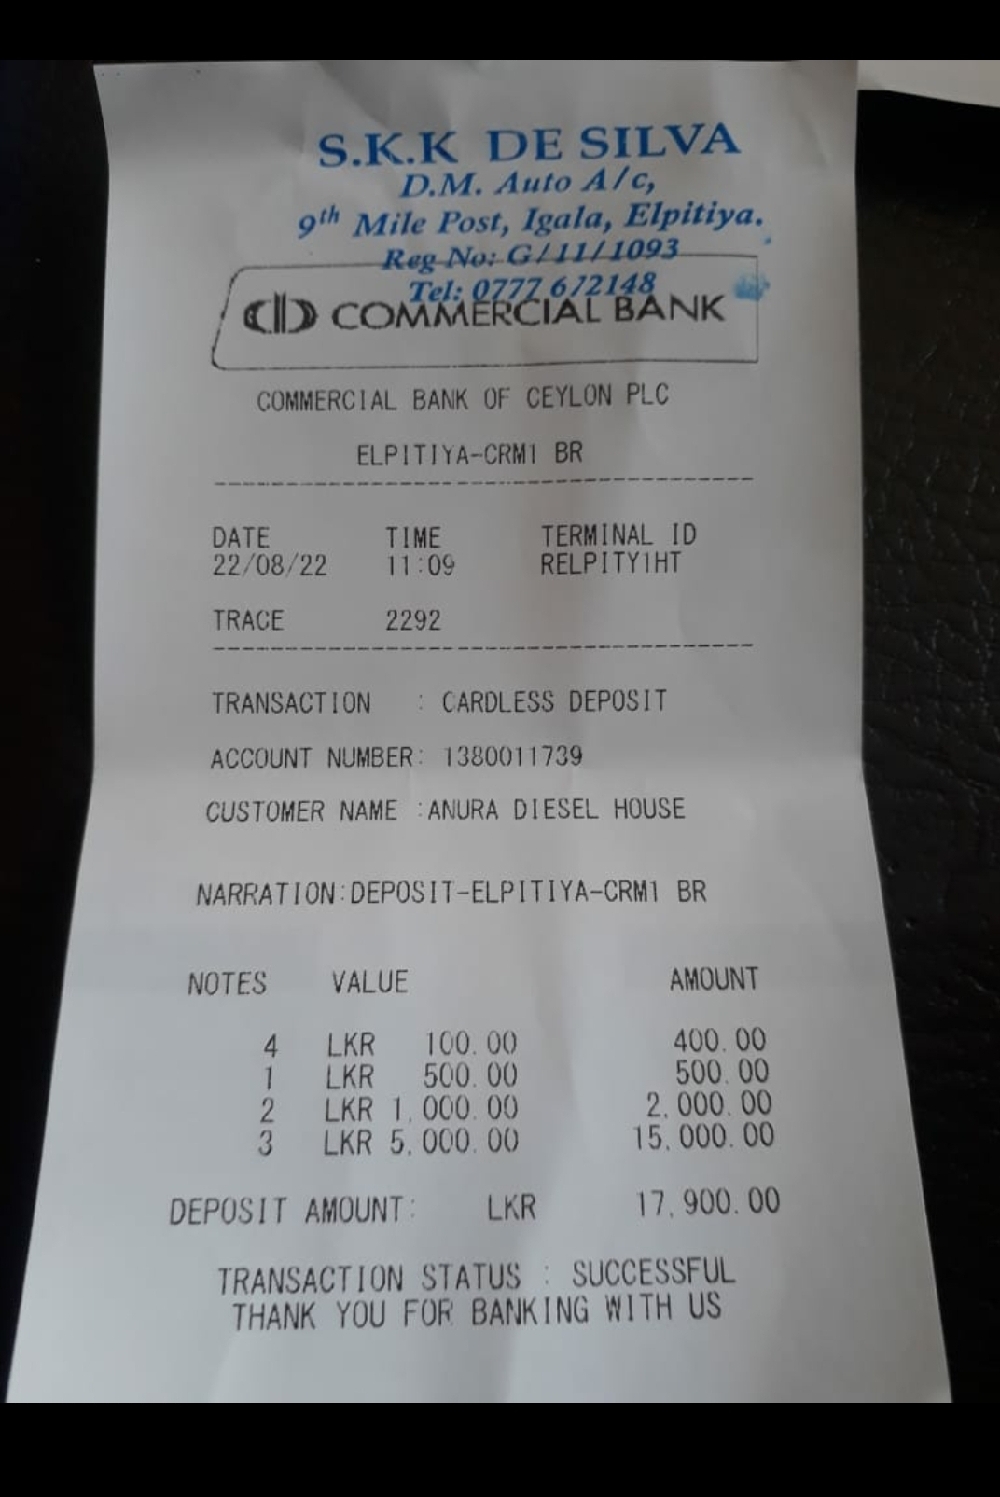 S.K.K DE SILVA
D.M. Auto A/c,
9th Mile Post, Igala, Elpitiya.
Reg No: G/11/1093
Tel: 0777 672148
COMMERCIAL BANK
COMMERCIAL BANK OF CEYLON PLC
ELPITIYA-CRM1 BR
DATE TIME TERMINAL ID
22/08/22 11:09 RELPITY1HT
TRACE 2292
TRANSACTION : CARDLESS DEPOSIT
ACCOUNT NUMBER: 1380011739
CUSTOMER NAME :ANURA DIESEL HOUSE
NARRATION:DEPOSIT-ELPITIYA-CRM1 BR
NOTES VALUE AMOUNT
4 LKR 100.00 400.00
1 LKR 500.00 500.00
2 LKR 1,000.00 2,000.00
3 LKR 5,000.00 15,000.00
DEPOSIT AMOUNT: LKR 17,900.00
TRANSACTION STATUS : SUCCESSFUL
THANK YOU FOR BANKING WITH US